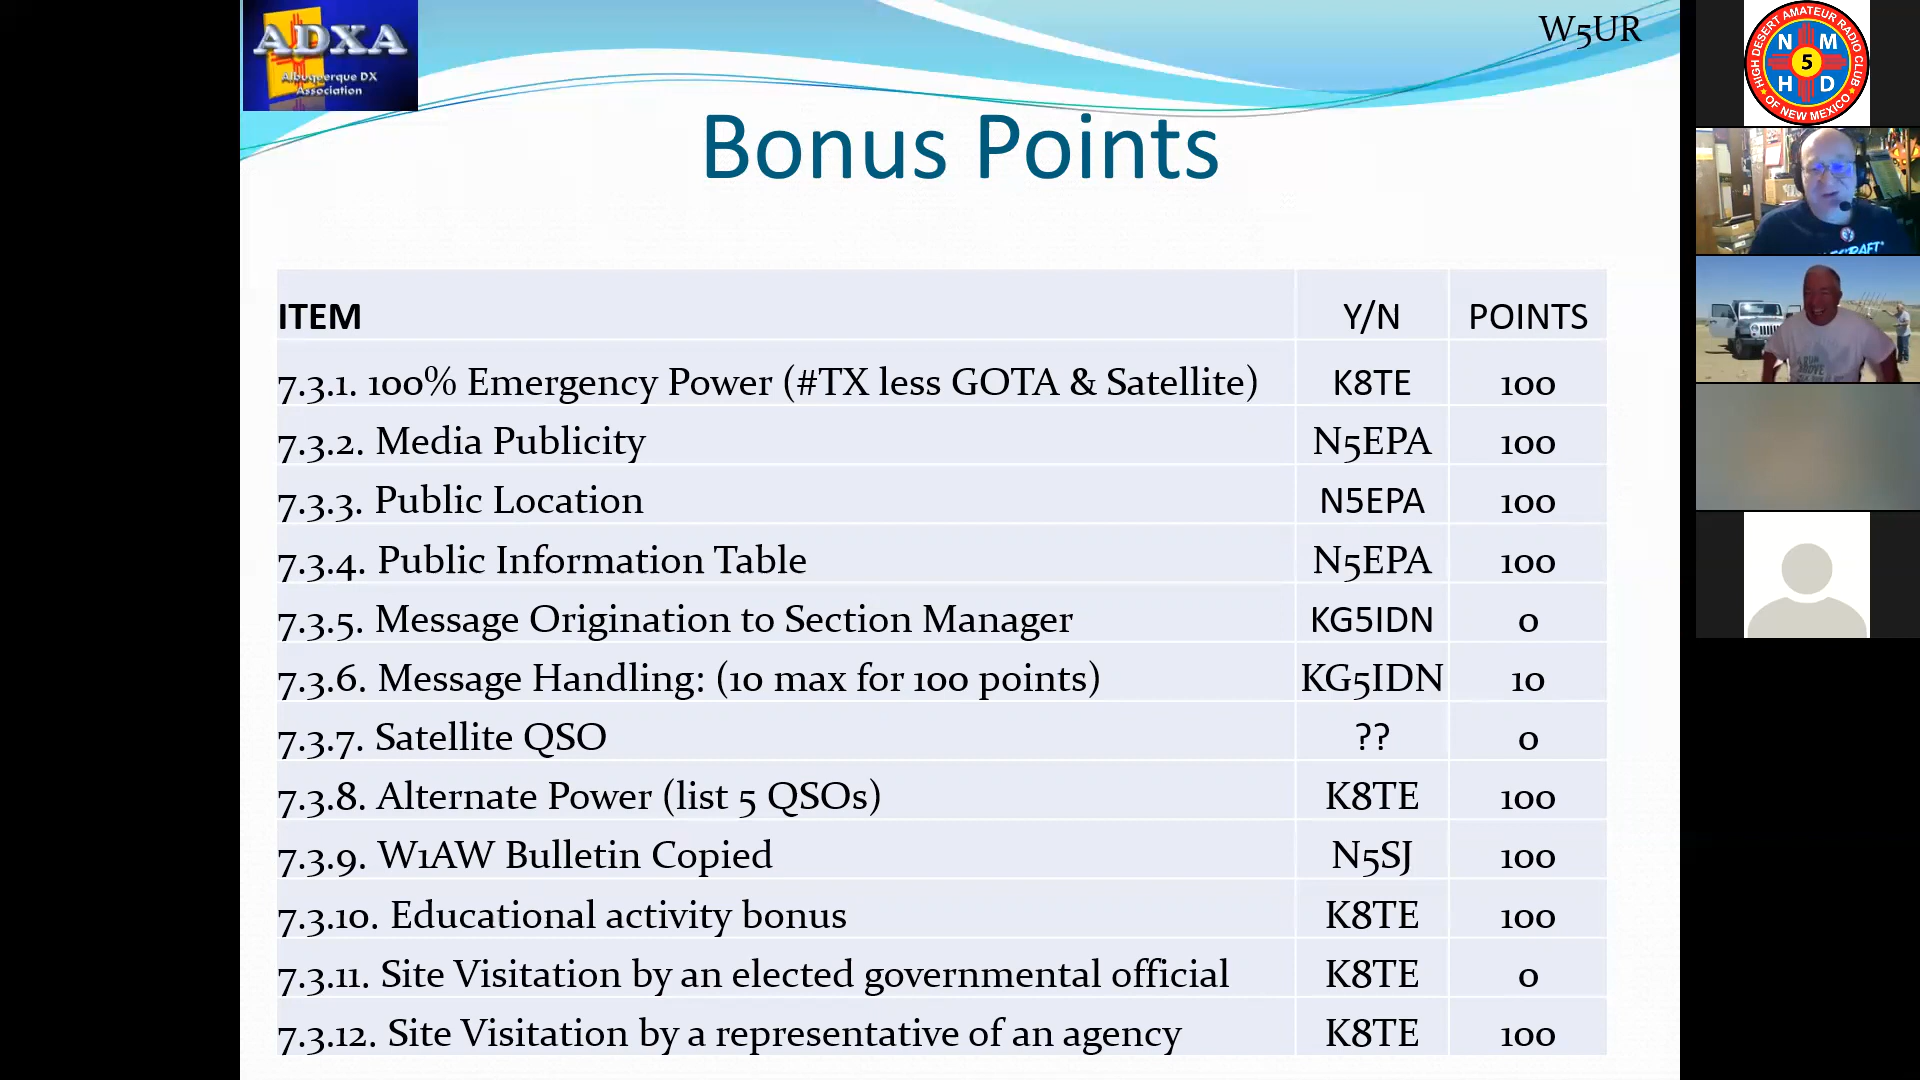 ADXA
Albuquerque DX
Association
W5UR
Bonus Points
ITEM Y/N POINTS
7.3.1. 100% Emergency Power (#TX less GOTA & Satellite) K8TE 100
7.3.2. Media Publicity N5EPA 100
7.3.3. Public Location N5EPA 100
7.3.4. Public Information Table N5EPA 100
7.3.5. Message Origination to Section Manager KG5IDN 0
7.3.6. Message Handling: (10 max for 100 points) KG5IDN 10
7.3.7. Satellite QSO ?? 0
7.3.8. Alternate Power (list 5 QSOs) K8TE 100
7.3.9. W1AW Bulletin Copied N5SJ 100
7.3.10. Educational activity bonus K8TE 100
7.3.11. Site Visitation by an elected governmental official K8TE 0
7.3.12. Site Visitation by a representative of an agency K8TE 100
HIGH DESERT AMATEUR RADIO CLUB
N M
5
H D
OF NEW MEXICO